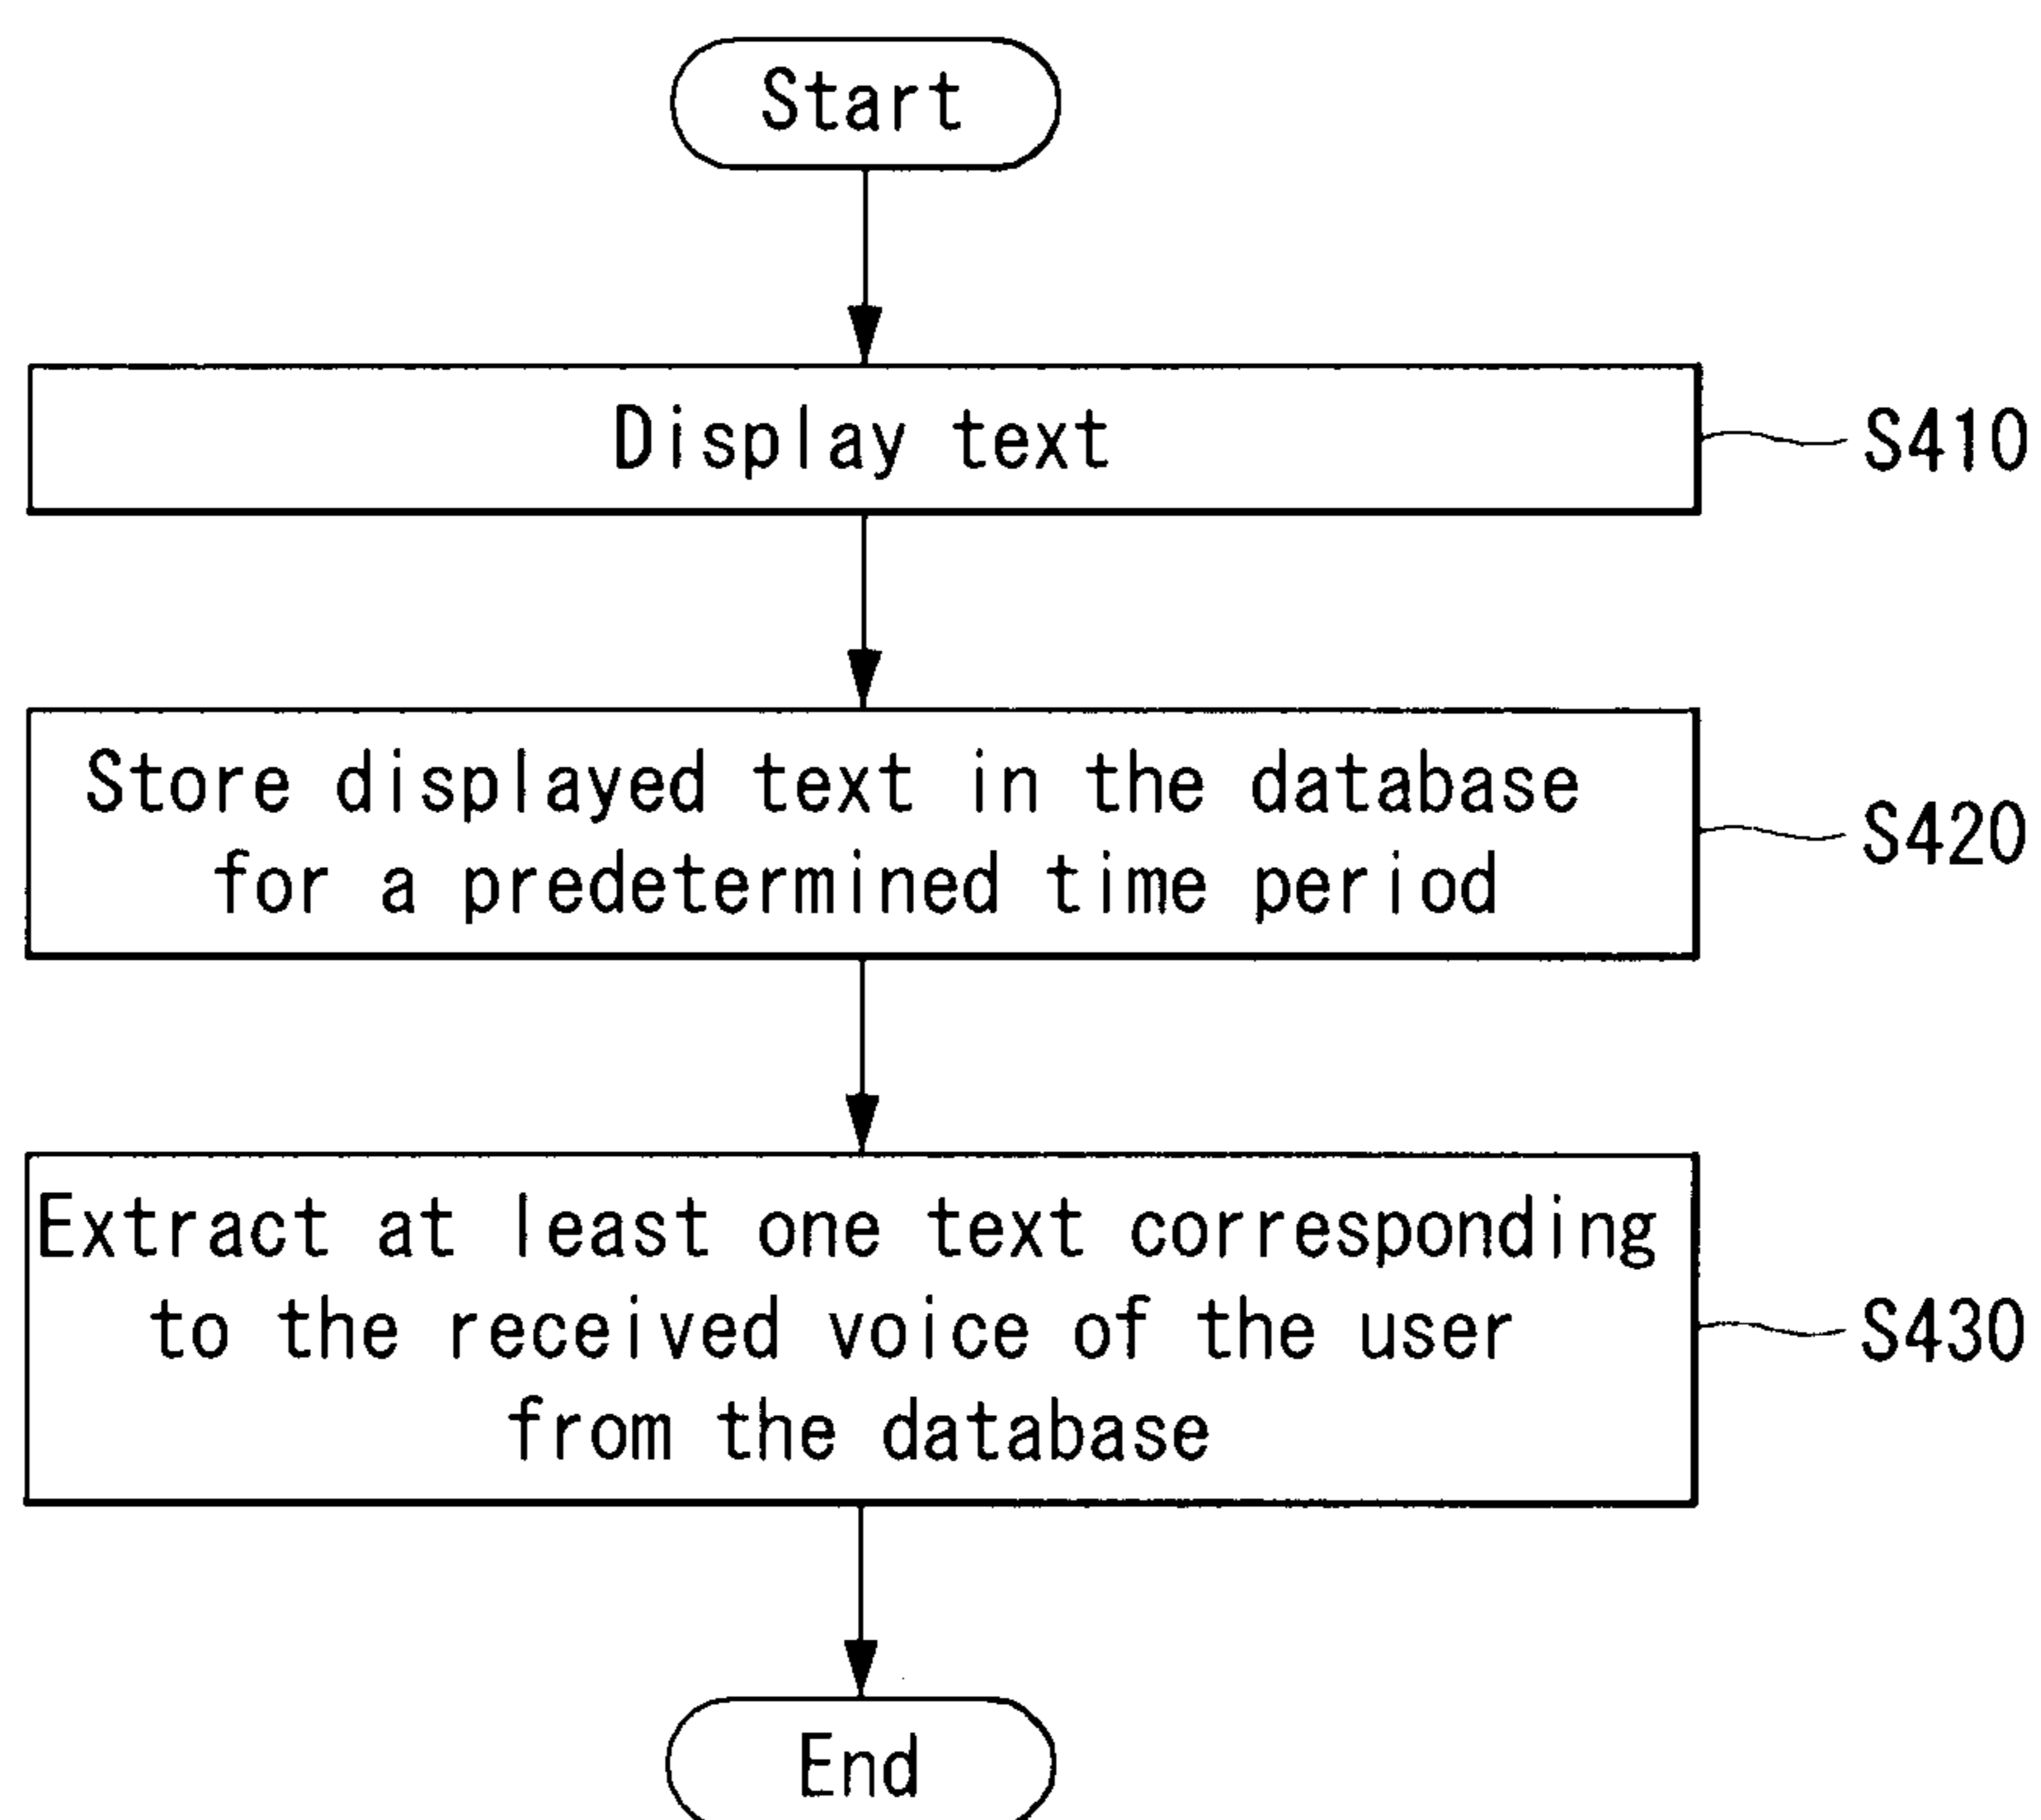 Start
Display text
S410
Store displayed text in the database
for a predetermined time period
S420
Extract at least one text corresponding
to the received voice of the user
from the database
S430
End